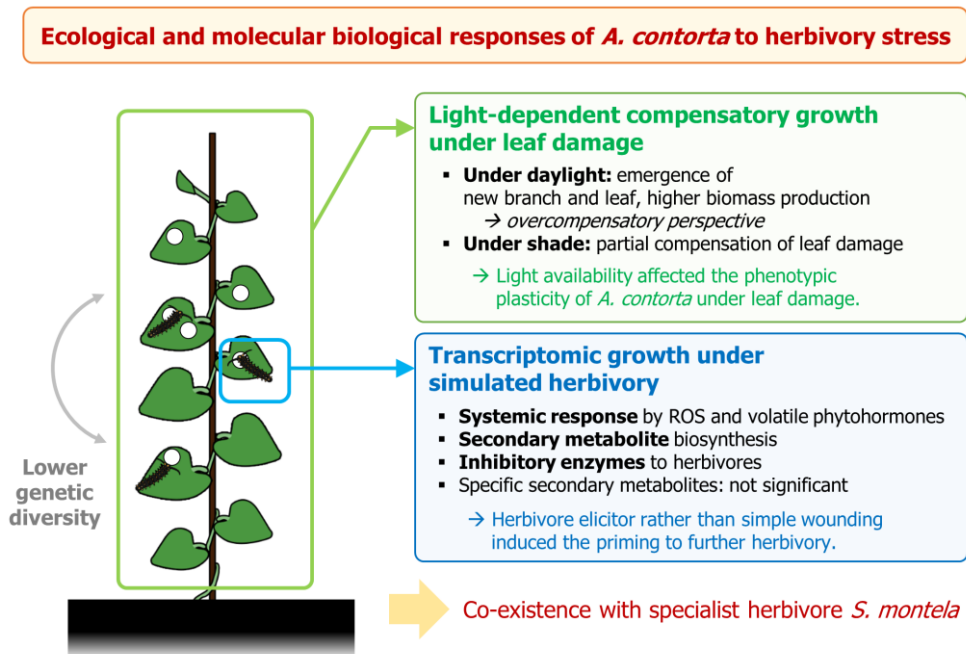 Ecological and molecular biological responses of A. contorta to herbivory stress
Light-dependent compensatory growth
under leaf damage
▪ Under daylight: emergence of
new branch and leaf, higher biomass production
→ overcompensatory perspective
▪ Under shade: partial compensation of leaf damage
→ Light availability affected the phenotypic
plasticity of A. contorta under leaf damage.
Transcriptomic growth under
simulated herbivory
▪ Systemic response by ROS and volatile phytohormones
▪ Secondary metabolite biosynthesis
▪ Inhibitory enzymes to herbivores
▪ Specific secondary metabolites: not significant
→ Herbivore elicitor rather than simple wounding
induced the priming to further herbivory.
Lower
genetic
diversity
Co-existence with specialist herbivore S. montela